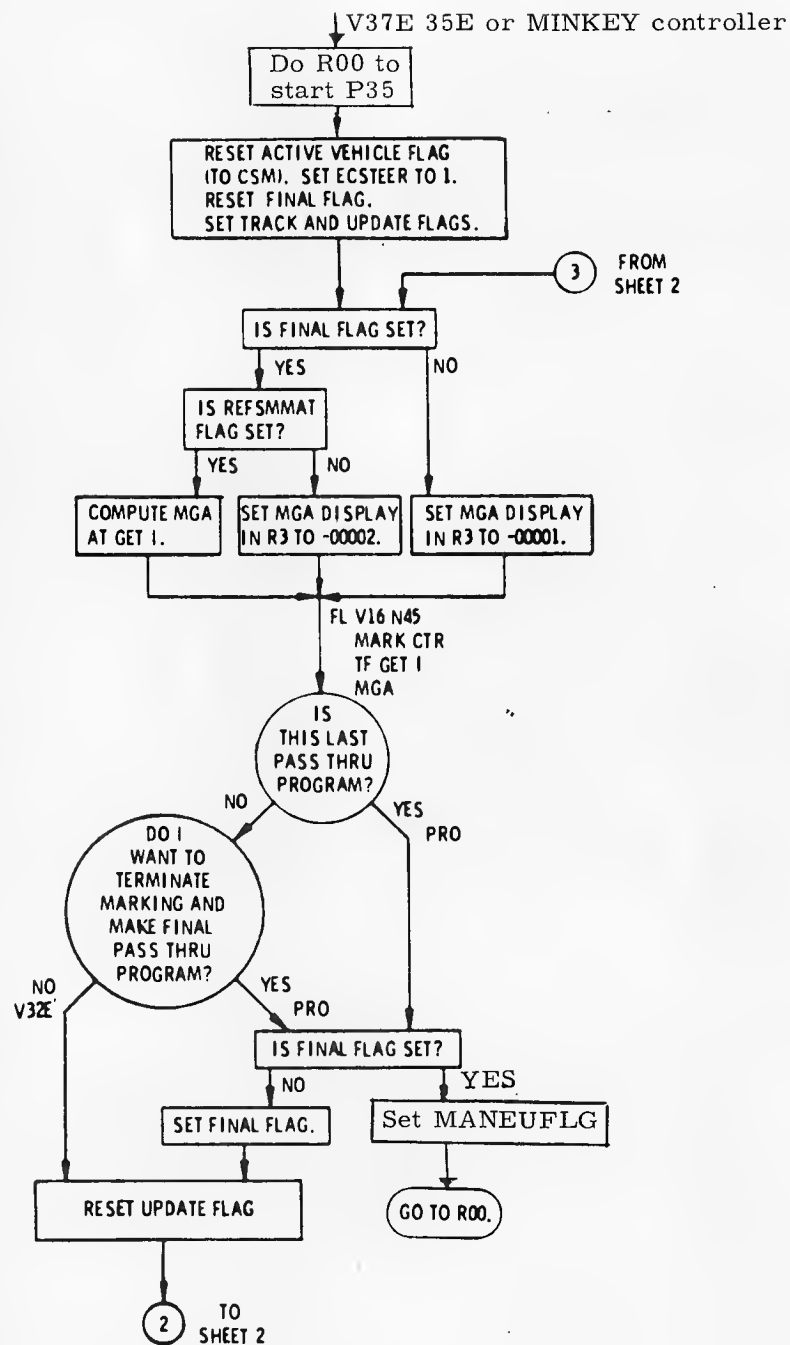 V37E 35E or MINKEY controller
Do R00 to
start P35
RESET ACTIVE VEHICLE FLAG
(TO CSM). SET ECSTEER TO 1.
RESET FINAL FLAG.
SET TRACK AND UPDATE FLAGS.
3
FROM
SHEET 2
IS FINAL FLAG SET?
YES
NO
IS REFSMMAT
FLAG SET?
YES
NO
COMPUTE MGA
AT GET I.
SET MGA DISPLAY
IN R3 TO -00002.
SET MGA DISPLAY
IN R3 TO -00001.
FL V16 N45
MARK CTR
TF GET I
MGA
IS
THIS LAST
PASS THRU
PROGRAM?
NO
YES
PRO
DO I
WANT TO
TERMINATE
MARKING AND
MAKE FINAL
PASS THRU
PROGRAM?
NO
V32E
YES
PRO
IS FINAL FLAG SET?
NO
YES
SET FINAL FLAG.
Set MANEUFLG
RESET UPDATE FLAG
GO TO R00.
2
TO
SHEET 2